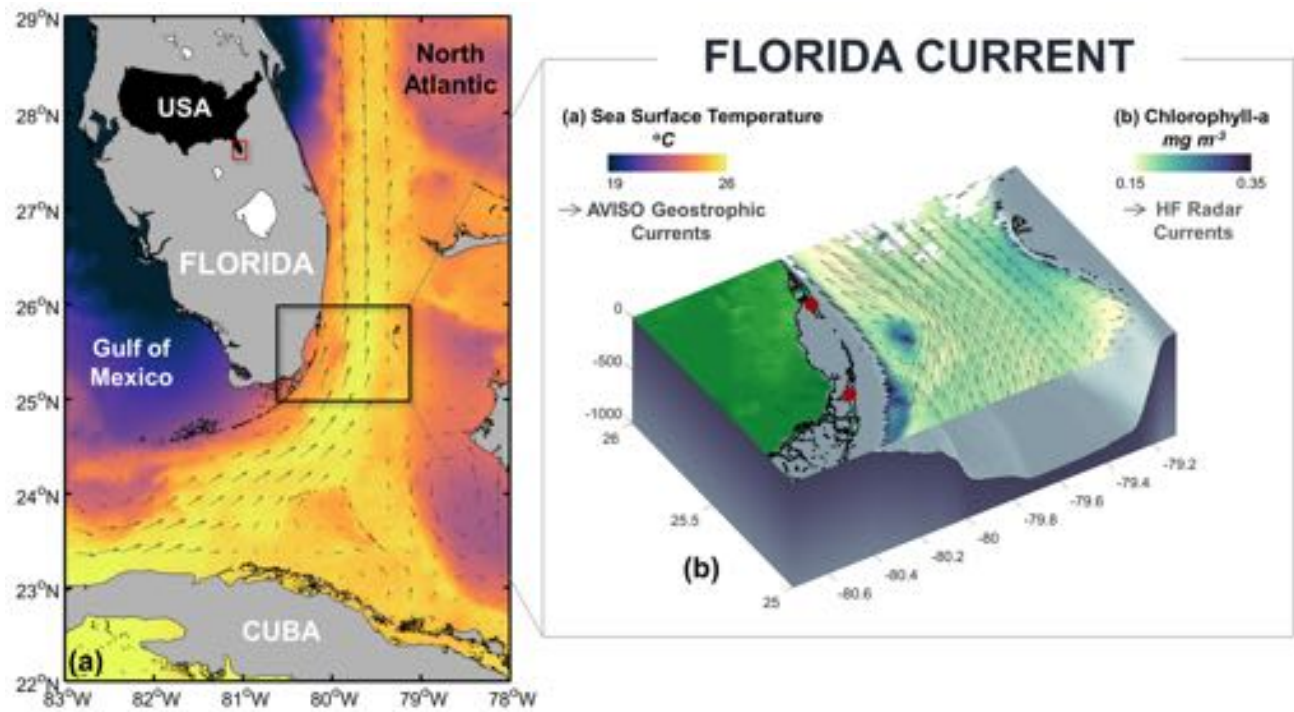 29°N
28°N
27°N
26°N
25°N
24°N
23°N
22°N
83°W
82°W
81°W
80°W
79°W
78°W
USA
North
Atlantic
FLORIDA
Gulf of
Mexico
CUBA
(a)
FLORIDA CURRENT
(a) Sea Surface Temperature
°C
19
26
→ AVISO Geostrophic
Currents
(b) Chlorophyll-a
mg m⁻³
0.15
0.35
→ HF Radar
Currents
0
-500
-1000
26
25.5
25
-80.6
-80.4
-80.2
-80
-79.8
-79.6
-79.4
-79.2
(b)